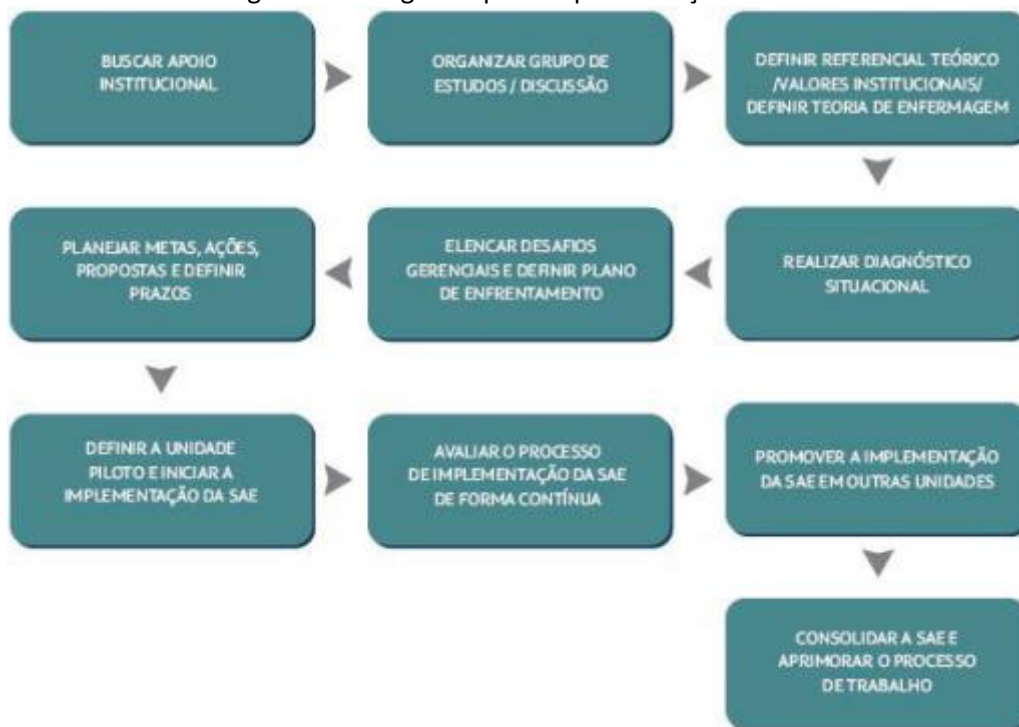 BUSCAR APOIO
INSTITUCIONAL
ORGANIZAR GRUPO DE
ESTUDOS / DISCUSSÃO
DEFINIR REFERENCIAL TEÓRICO
/VALORES INSTITUCIONAIS/
DEFINIR TEORIA DE ENFERMAGEM
REALIZAR DIAGNÓSTICO
SITUACIONAL
ELENCAR DESAFIOS
GERENCIAIS E DEFINIR PLANO
DE ENFRENTAMENTO
PLANEJAR METAS, AÇÕES,
PROPOSTAS E DEFINIR
PRAZOS
DEFINIR A UNIDADE
PILOTO E INICIAR A
IMPLEMENTAÇÃO DA SAE
AVALIAR O PROCESSO
DE IMPLEMENTAÇÃO DA SAE
DE FORMA CONTÍNUA
PROMOVER A IMPLEMENTAÇÃO
DA SAE EM OUTRAS UNIDADES
CONSOLIDAR A SAE E
APRIMORAR O PROCESSO
DE TRABALHO